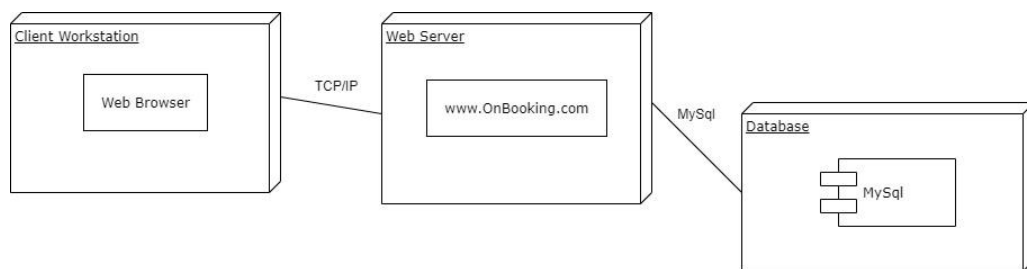 Client Workstation
Web Browser
TCP/IP
Web Server
www.OnBooking.com
MySql
Database
MySql